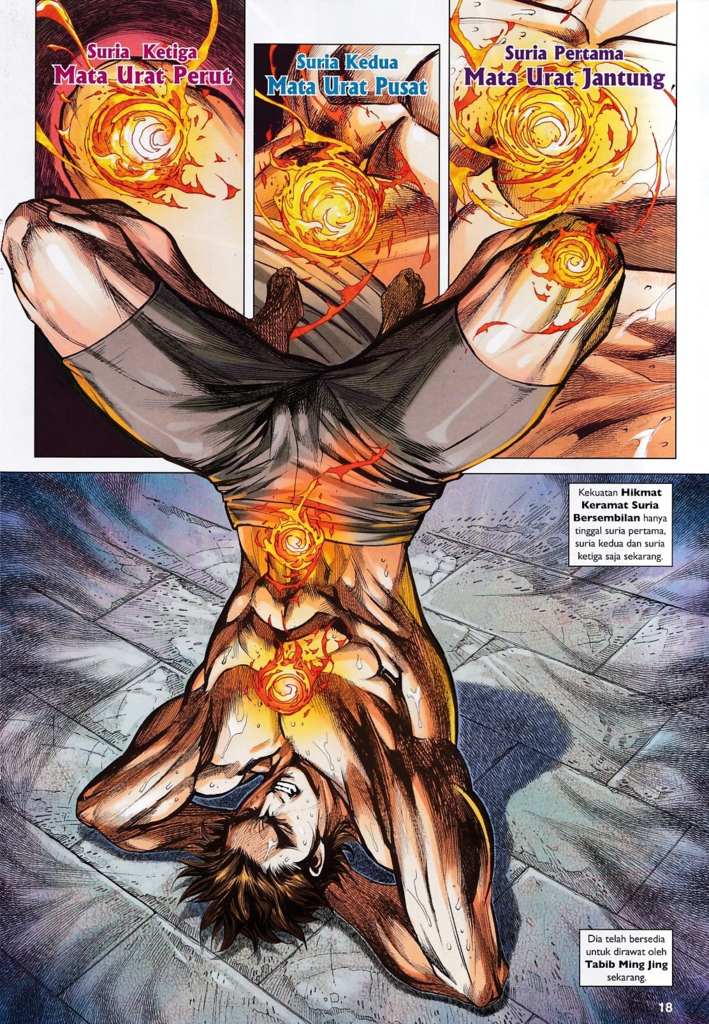 Suria Ketiga
Mata Urat Perut
Suria Kedua
Mata Urat Pusat
Suria Pertama
Mata Urat Jantung
Kekuatan Hikmat
Keramat Suria
Bersembilan hanya
tinggal suria pertama,
suria kedua dan suria
ketiga saja sekarang.
Dia telah bersedia
untuk dirawat oleh
Tabib Ming Jing
sekarang.
18